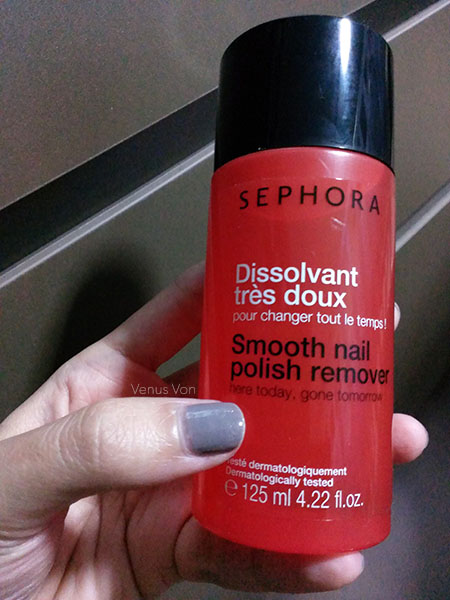 SEPHORA
Dissolvant
très doux
pour changer tout le temps!
Smooth nail
polish remover
here today, gone tomorrow
Venus Von
Testé dermatologiquement
Dermatologically tested
e 125 ml 4.22 fl.oz.